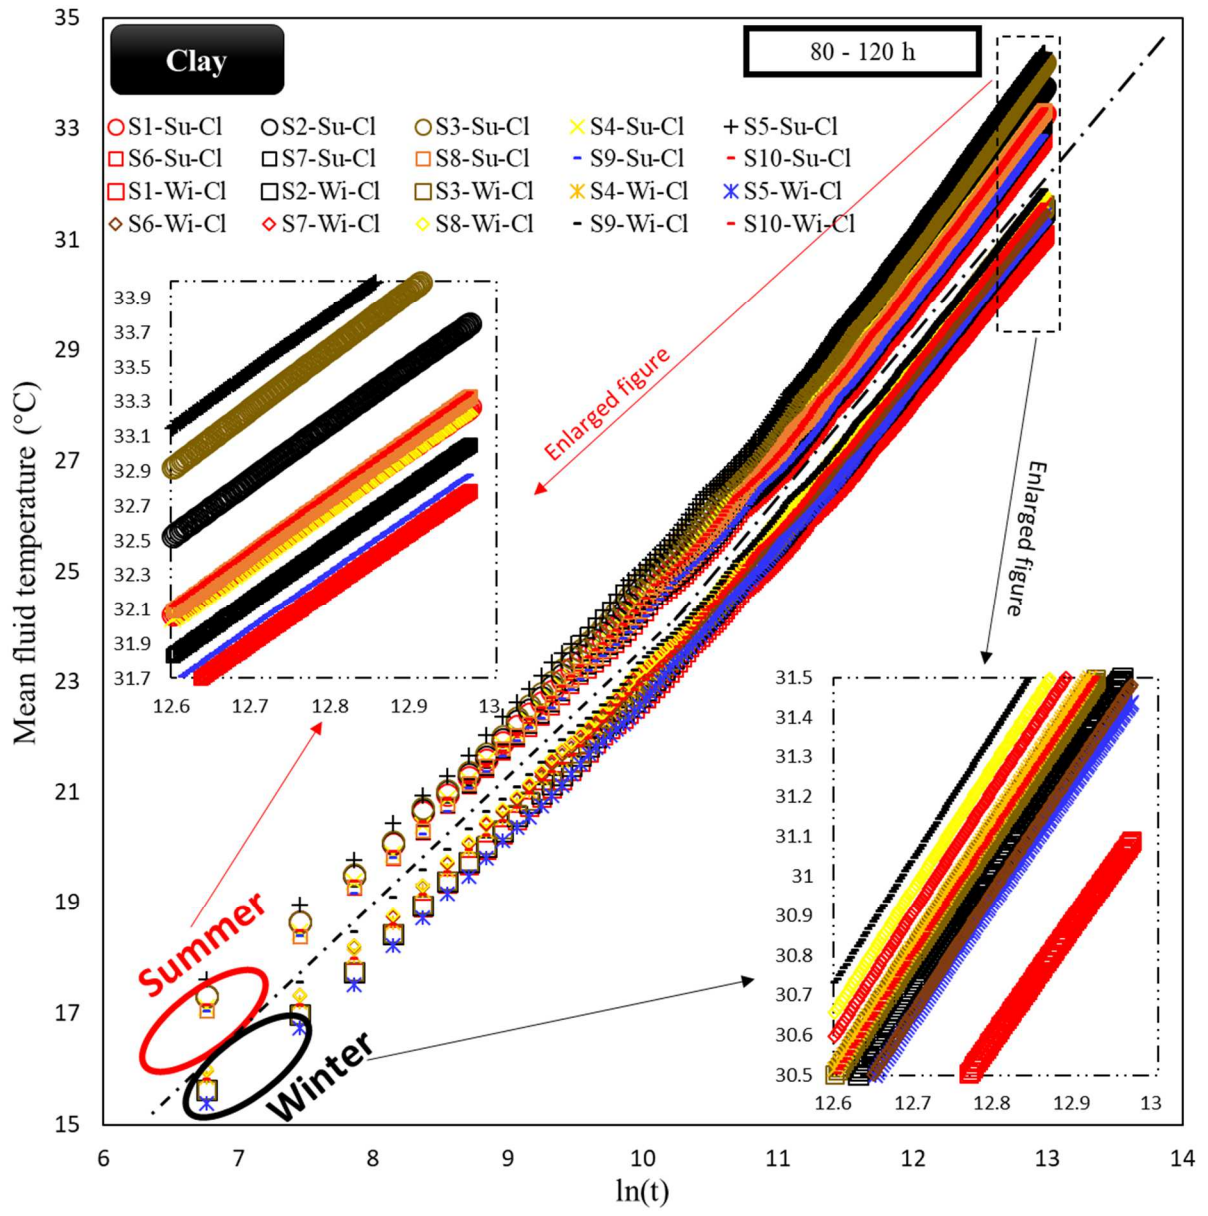 Clay
80 - 120 h
S1-Su-Cl S2-Su-Cl S3-Su-Cl S4-Su-Cl S5-Su-Cl
S6-Su-Cl S7-Su-Cl S8-Su-Cl S9-Su-Cl S10-Su-Cl
S1-Wi-Cl S2-Wi-Cl S3-Wi-Cl S4-Wi-Cl S5-Wi-Cl
S6-Wi-Cl S7-Wi-Cl S8-Wi-Cl S9-Wi-Cl S10-Wi-Cl
Mean fluid temperature (°C)
35
33
31
29
27
25
23
21
19
17
15
6 7 8 9 10 11 12 13 14
ln(t)
33.9
33.7
33.5
33.3
33.1
32.9
32.7
32.5
32.3
32.1
31.9
31.7
12.6 12.7 12.8 12.9 13
Enlarged figure
Enlarged figure
31.5
31.4
31.3
31.2
31.1
31
30.9
30.8
30.7
30.6
30.5
12.6 12.7 12.8 12.9 13
Summer
Winter